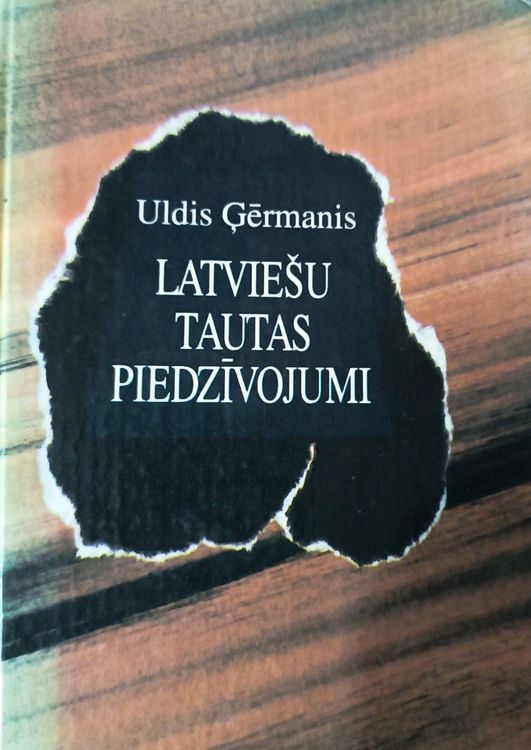 Uldis Ģērmanis
LATVIEŠU
TAUTAS
PIEDZĪVOJUMI